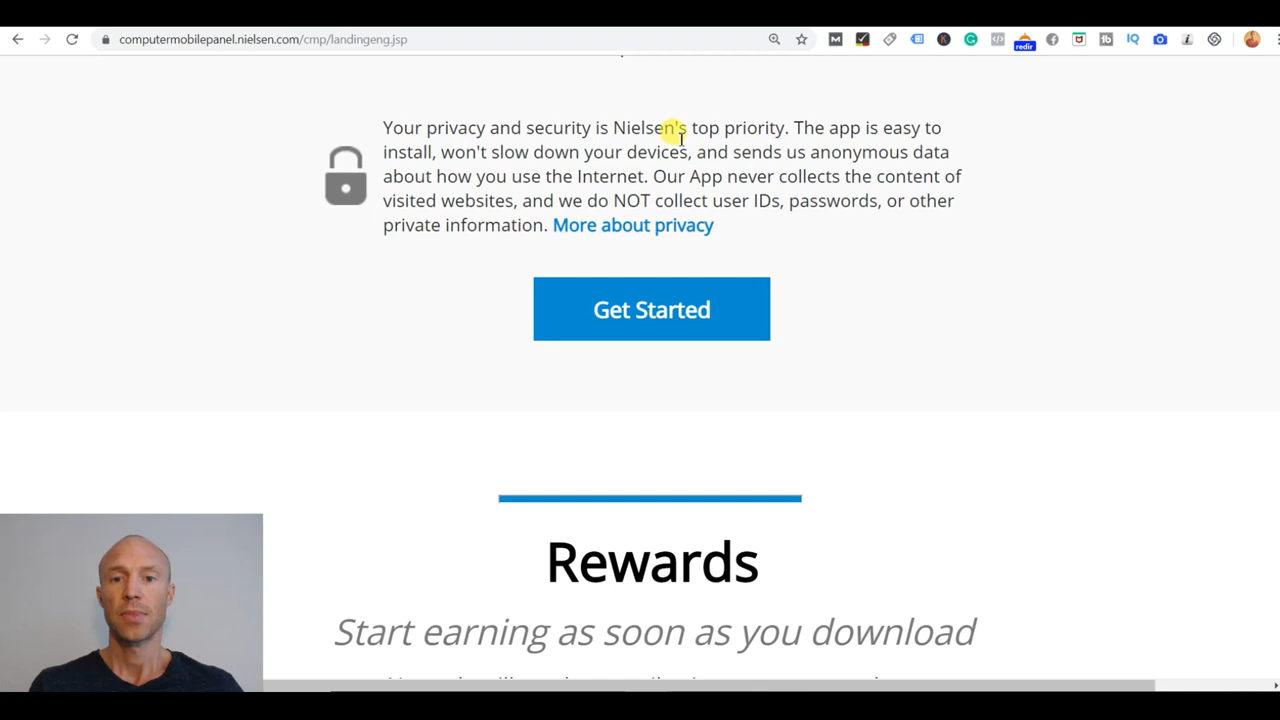 computermobilepanel.nielsen.com/cmp/landingeng.jsp
redir
Your privacy and security is Nielsen's top priority. The app is easy to
install, won't slow down your devices, and sends us anonymous data
about how you use the Internet. Our App never collects the content of
visited websites, and we do NOT collect user IDs, passwords, or other
private information. More about privacy
Get Started
Rewards
Start earning as soon as you download